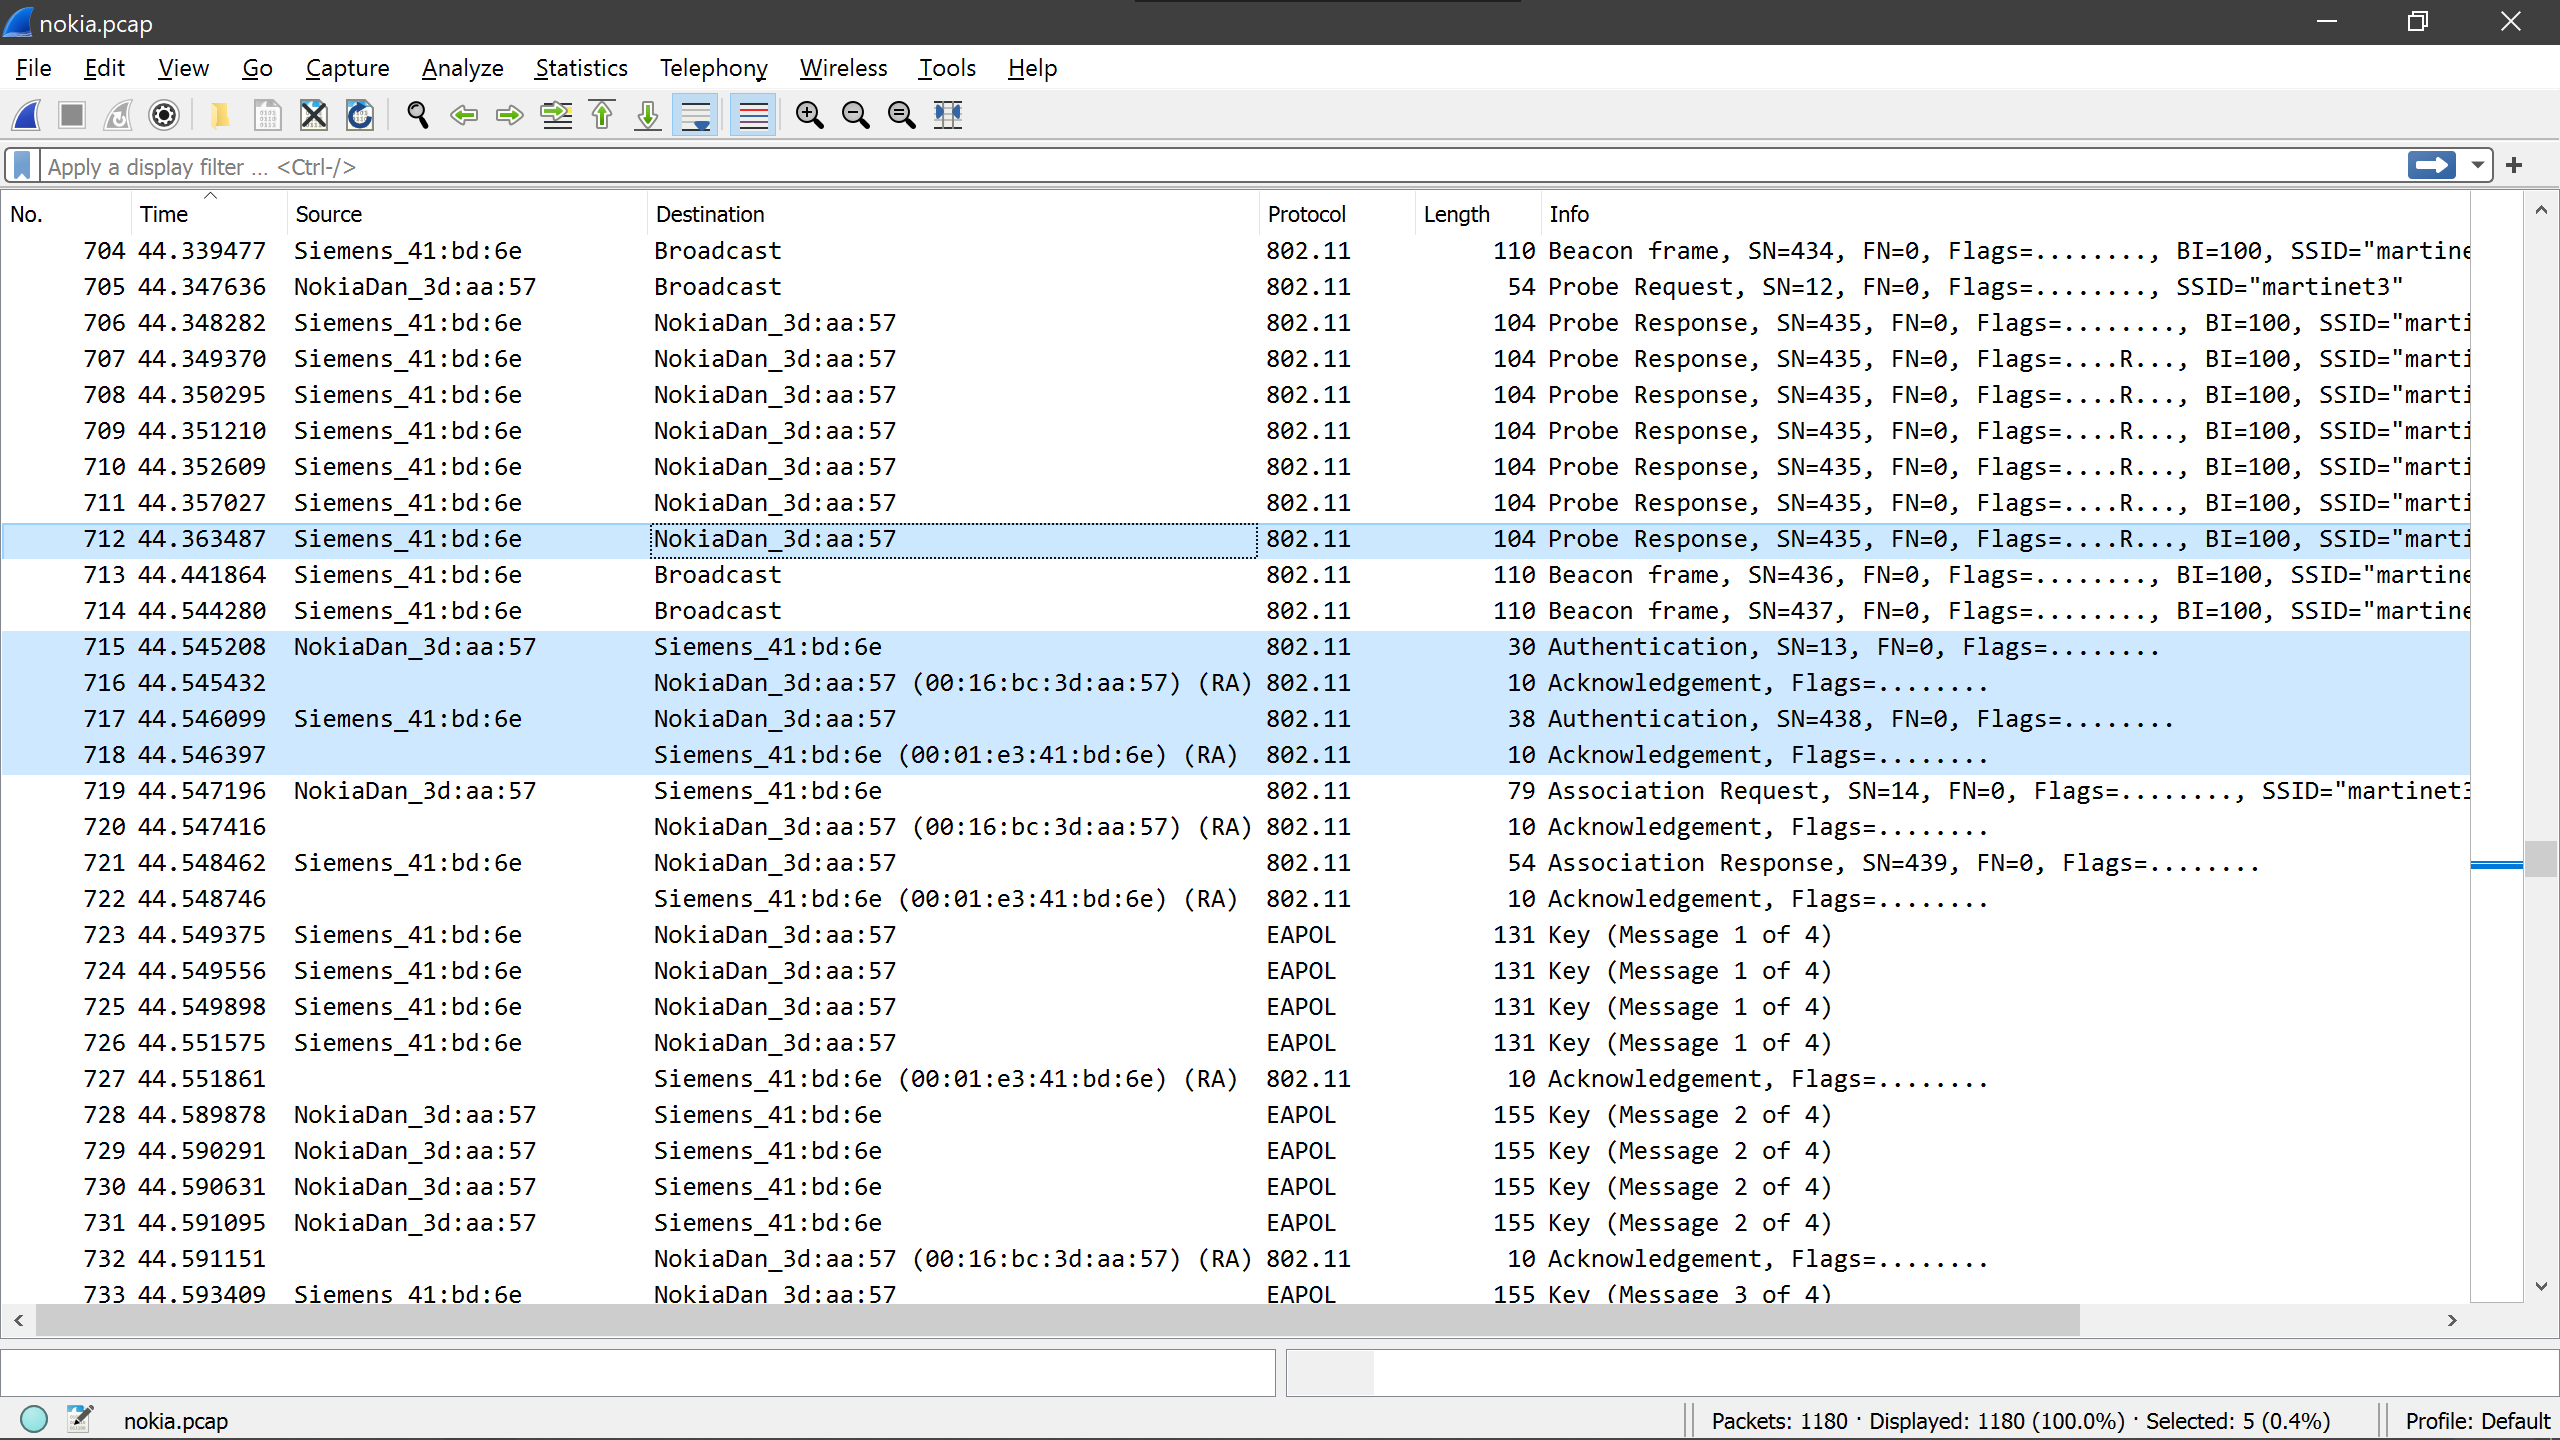 nokia.pcap
File Edit View Go Capture Analyze Statistics Telephony Wireless Tools Help
Apply a display filter ... <Ctrl-/>
No. Time Source Destination Protocol Length Info
704 44.339477 Siemens_41:bd:6e Broadcast 802.11 110 Beacon frame, SN=434, FN=0, Flags=........, BI=100, SSID="martine
705 44.347636 NokiaDan_3d:aa:57 Broadcast 802.11 54 Probe Request, SN=12, FN=0, Flags=........, SSID="martinet3"
706 44.348282 Siemens_41:bd:6e NokiaDan_3d:aa:57 802.11 104 Probe Response, SN=435, FN=0, Flags=........, BI=100, SSID="marti
707 44.349370 Siemens_41:bd:6e NokiaDan_3d:aa:57 802.11 104 Probe Response, SN=435, FN=0, Flags=....R..., BI=100, SSID="marti
708 44.350295 Siemens_41:bd:6e NokiaDan_3d:aa:57 802.11 104 Probe Response, SN=435, FN=0, Flags=....R..., BI=100, SSID="marti
709 44.351210 Siemens_41:bd:6e NokiaDan_3d:aa:57 802.11 104 Probe Response, SN=435, FN=0, Flags=....R..., BI=100, SSID="marti
710 44.352609 Siemens_41:bd:6e NokiaDan_3d:aa:57 802.11 104 Probe Response, SN=435, FN=0, Flags=....R..., BI=100, SSID="marti
711 44.357027 Siemens_41:bd:6e NokiaDan_3d:aa:57 802.11 104 Probe Response, SN=435, FN=0, Flags=....R..., BI=100, SSID="marti
712 44.363487 Siemens_41:bd:6e NokiaDan_3d:aa:57 802.11 104 Probe Response, SN=435, FN=0, Flags=....R..., BI=100, SSID="marti
713 44.441864 Siemens_41:bd:6e Broadcast 802.11 110 Beacon frame, SN=436, FN=0, Flags=........, BI=100, SSID="martine
714 44.544280 Siemens_41:bd:6e Broadcast 802.11 110 Beacon frame, SN=437, FN=0, Flags=........, BI=100, SSID="martine
715 44.545208 NokiaDan_3d:aa:57 Siemens_41:bd:6e 802.11 30 Authentication, SN=13, FN=0, Flags=........
716 44.545432 NokiaDan_3d:aa:57 (00:16:bc:3d:aa:57) (RA) 802.11 10 Acknowledgement, Flags=........
717 44.546099 Siemens_41:bd:6e NokiaDan_3d:aa:57 802.11 38 Authentication, SN=438, FN=0, Flags=........
718 44.546397 Siemens_41:bd:6e (00:01:e3:41:bd:6e) (RA) 802.11 10 Acknowledgement, Flags=........
719 44.547196 NokiaDan_3d:aa:57 Siemens_41:bd:6e 802.11 79 Association Request, SN=14, FN=0, Flags=........, SSID="martinet3
720 44.547416 NokiaDan_3d:aa:57 (00:16:bc:3d:aa:57) (RA) 802.11 10 Acknowledgement, Flags=........
721 44.548462 Siemens_41:bd:6e NokiaDan_3d:aa:57 802.11 54 Association Response, SN=439, FN=0, Flags=........
722 44.548746 Siemens_41:bd:6e (00:01:e3:41:bd:6e) (RA) 802.11 10 Acknowledgement, Flags=........
723 44.549375 Siemens_41:bd:6e NokiaDan_3d:aa:57 EAPOL 131 Key (Message 1 of 4)
724 44.549556 Siemens_41:bd:6e NokiaDan_3d:aa:57 EAPOL 131 Key (Message 1 of 4)
725 44.549898 Siemens_41:bd:6e NokiaDan_3d:aa:57 EAPOL 131 Key (Message 1 of 4)
726 44.551575 Siemens_41:bd:6e NokiaDan_3d:aa:57 EAPOL 131 Key (Message 1 of 4)
727 44.551861 Siemens_41:bd:6e (00:01:e3:41:bd:6e) (RA) 802.11 10 Acknowledgement, Flags=........
728 44.589878 NokiaDan_3d:aa:57 Siemens_41:bd:6e EAPOL 155 Key (Message 2 of 4)
729 44.590291 NokiaDan_3d:aa:57 Siemens_41:bd:6e EAPOL 155 Key (Message 2 of 4)
730 44.590631 NokiaDan_3d:aa:57 Siemens_41:bd:6e EAPOL 155 Key (Message 2 of 4)
731 44.591095 NokiaDan_3d:aa:57 Siemens_41:bd:6e EAPOL 155 Key (Message 2 of 4)
732 44.591151 NokiaDan_3d:aa:57 (00:16:bc:3d:aa:57) (RA) 802.11 10 Acknowledgement, Flags=........
733 44.593409 Siemens_41:bd:6e NokiaDan_3d:aa:57 EAPOL 155 Key (Message 3 of 4)
nokia.pcap Packets: 1180 · Displayed: 1180 (100.0%) · Selected: 5 (0.4%) Profile: Default